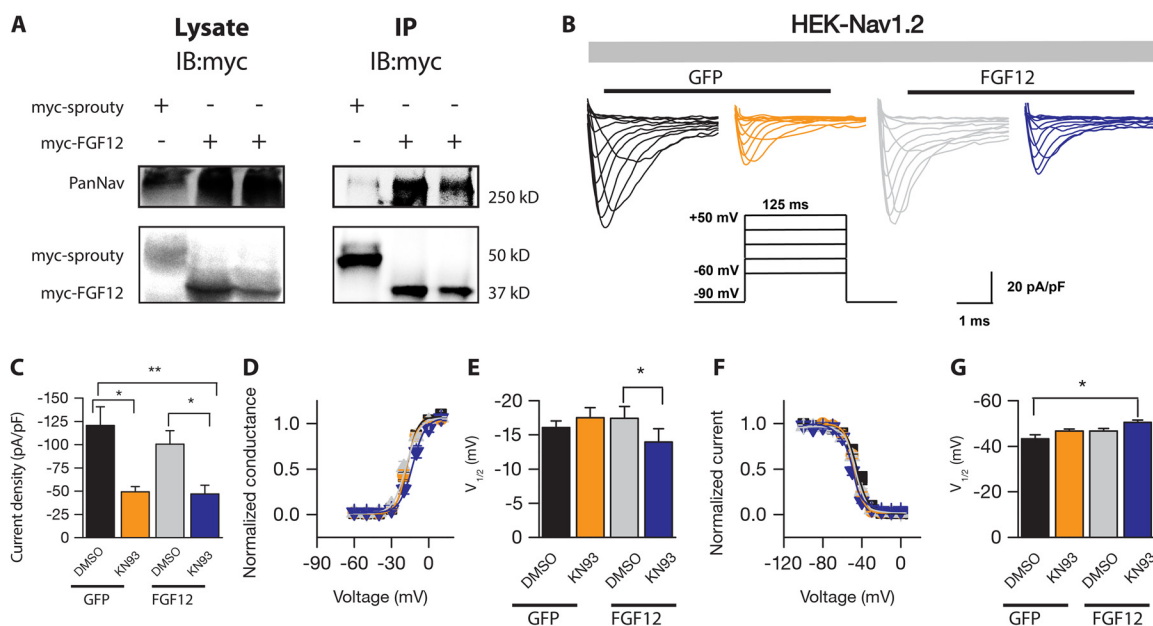 A
Lysate
IP
IB:myc
IB:myc
myc-sprouty + - - + - -
myc-FGF12 - + + - + +
PanNav
250 kD
myc-sprouty
50 kD
myc-FGF12
37 kD
B
HEK-Nav1.2
GFP
FGF12
125 ms
+50 mV
-60 mV
-90 mV
20 pA/pF
1 ms
C
Current density (pA/pF)
-150
-125
-100
-75
-50
-25
0
**
*
*
DMSO
KN93
DMSO
KN93
GFP
FGF12
D
Normalized conductance
1.0
0.5
0.0
-90
-60
-30
0
Voltage (mV)
E
V1/2 (mV)
-20
-15
-10
-5
0
*
DMSO
KN93
DMSO
KN93
GFP
FGF12
F
Normalized current
1.0
0.5
0.0
-120
-80
-40
0
Voltage (mV)
G
V1/2 (mV)
-60
-40
-20
0
*
DMSO
KN93
DMSO
KN93
GFP
FGF12